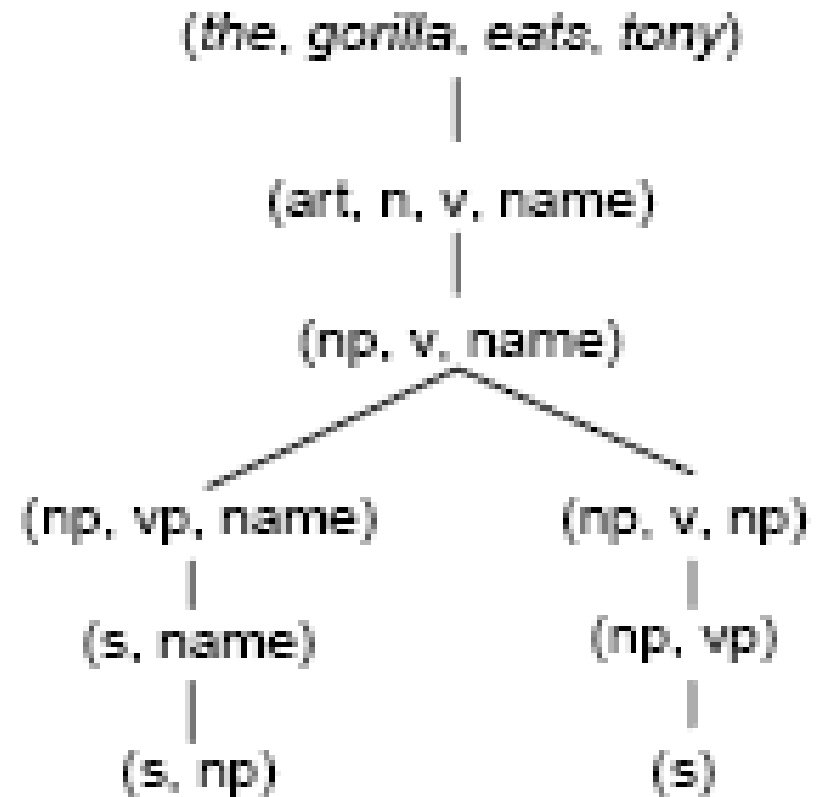 (the, gorilla, eats, tony)
(art, n, v, name)
(np, v, name)
(np, vp, name) (np, v, np)
(s, name) (np, vp)
(s, np) (s)